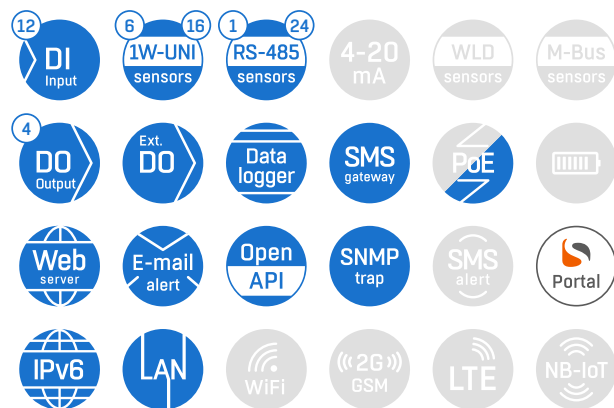 12
DI
Input
6
16
1W-UNI
sensors
1
24
RS-485
sensors
4-20
mA
WLD
sensors
M-Bus
sensors
4
DO
Output
Ext.
DO
Data
logger
SMS
gateway
PoE
Web
server
E-mail
alert
Open
API
SNMP
trap
SMS
alert
Portal
IPv6
LAN
WiFi
2G
GSM
LTE
NB-IoT